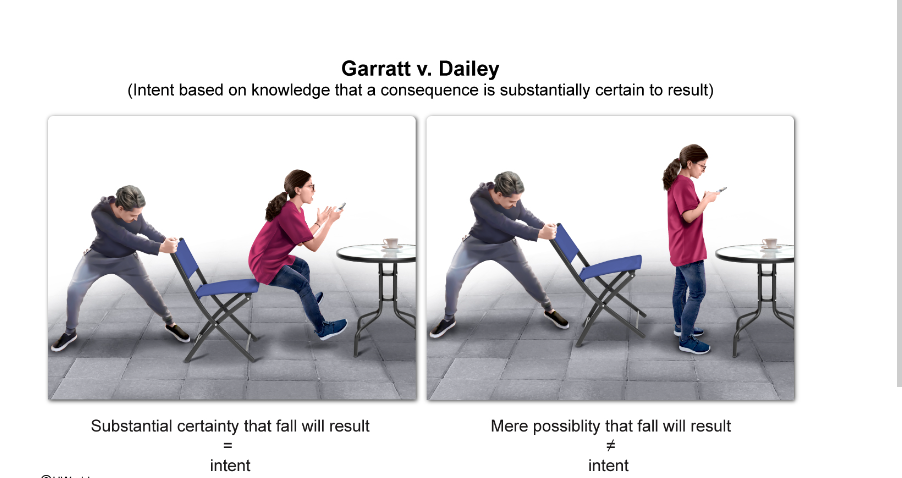 Garratt v. Dailey
(Intent based on knowledge that a consequence is substantially certain to result)
Substantial certainty that fall will result
=
intent
Mere possiblity that fall will result
≠
intent